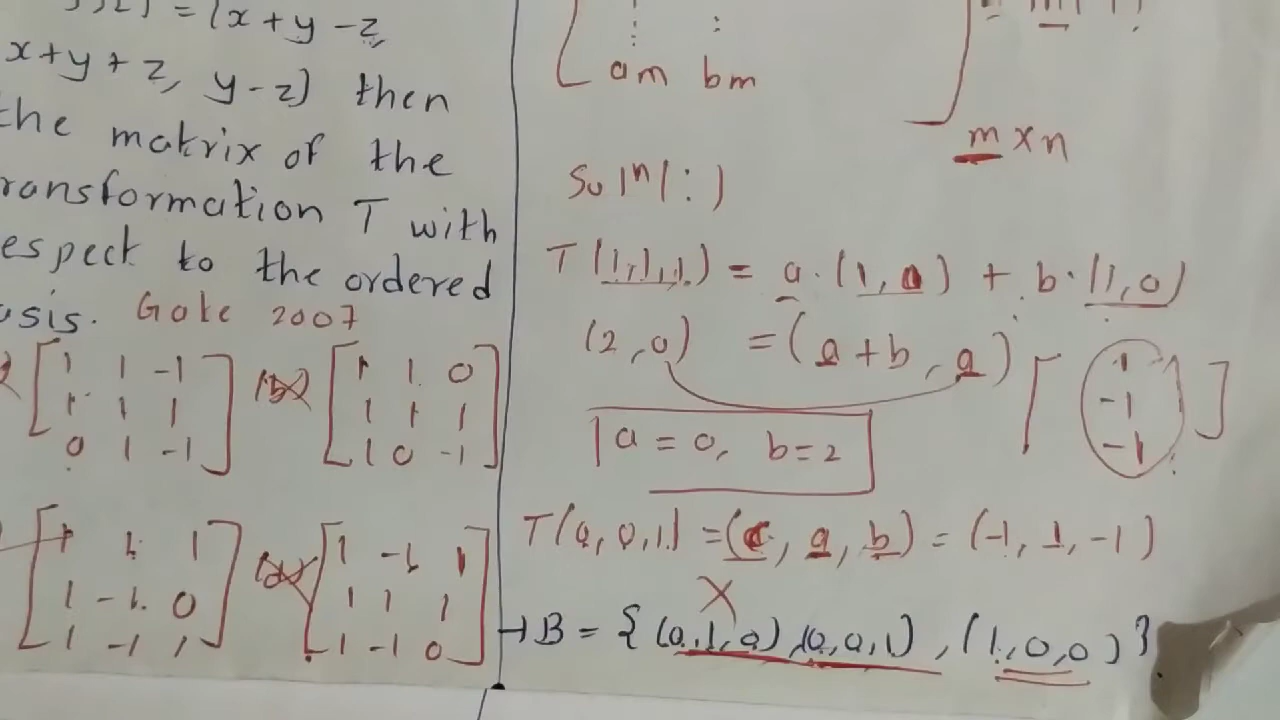 = (x+y-z,
x+y+z, y-z) then
the matrix of the
ransformation T with
espect to the ordered
asis. Gate 2007
[1 1 -1
1 1 1
0 1 -1]
(b) [1 1 0
1 1 1
1 0 -1]
[1 1 1
1 -1 0
1 -1 1]
(d) [1 -1 1
1 1 1
1 -1 0]
am bm
m×n
Soln(:)
T(1,1,1) = a.(1,1) + b.(1,0)
(2,0) = (a+b, a)
a=0, b=2
[1
-1
-1]
T(0,0,1) = (c, a, b) = (-1, 1, -1)
X
→B = {(0,1,0),(0,0,1),(1,0,0)}